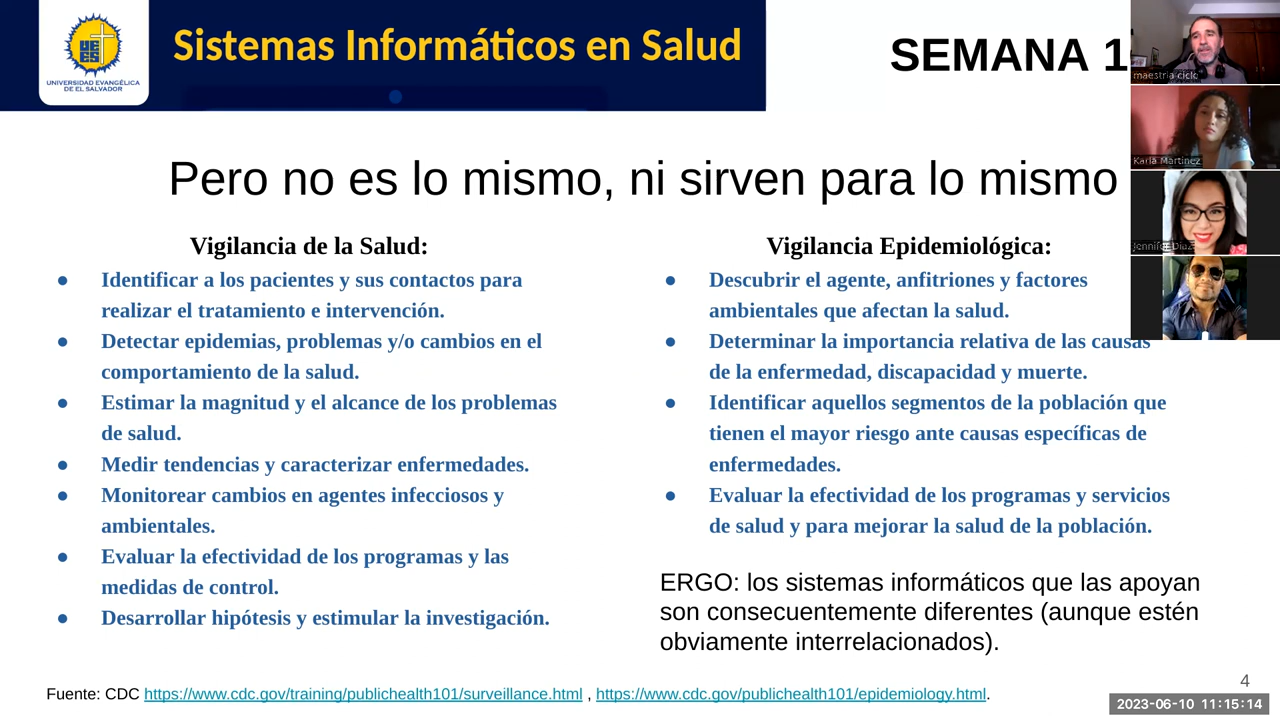 UNIVERSIDAD EVANGÉLICA
DE EL SALVADOR
Sistemas Informáticos en Salud
SEMANA 1
maestria ciclo
Karla Martinez
Jennifer Diaz
Pero no es lo mismo, ni sirven para lo mismo
Vigilancia de la Salud:
● Identificar a los pacientes y sus contactos para
realizar el tratamiento e intervención.
● Detectar epidemias, problemas y/o cambios en el
comportamiento de la salud.
● Estimar la magnitud y el alcance de los problemas
de salud.
● Medir tendencias y caracterizar enfermedades.
● Monitorear cambios en agentes infecciosos y
ambientales.
● Evaluar la efectividad de los programas y las
medidas de control.
● Desarrollar hipótesis y estimular la investigación.
Vigilancia Epidemiológica:
● Descubrir el agente, anfitriones y factores
ambientales que afectan la salud.
● Determinar la importancia relativa de las causas
de la enfermedad, discapacidad y muerte.
● Identificar aquellos segmentos de la población que
tienen el mayor riesgo ante causas específicas de
enfermedades.
● Evaluar la efectividad de los programas y servicios
de salud y para mejorar la salud de la población.
ERGO: los sistemas informáticos que las apoyan
son consecuentemente diferentes (aunque estén
obviamente interrelacionados).
Fuente: CDC https://www.cdc.gov/training/publichealth101/surveillance.html , https://www.cdc.gov/publichealth101/epidemiology.html.
4
2023-06-10 11:15:14